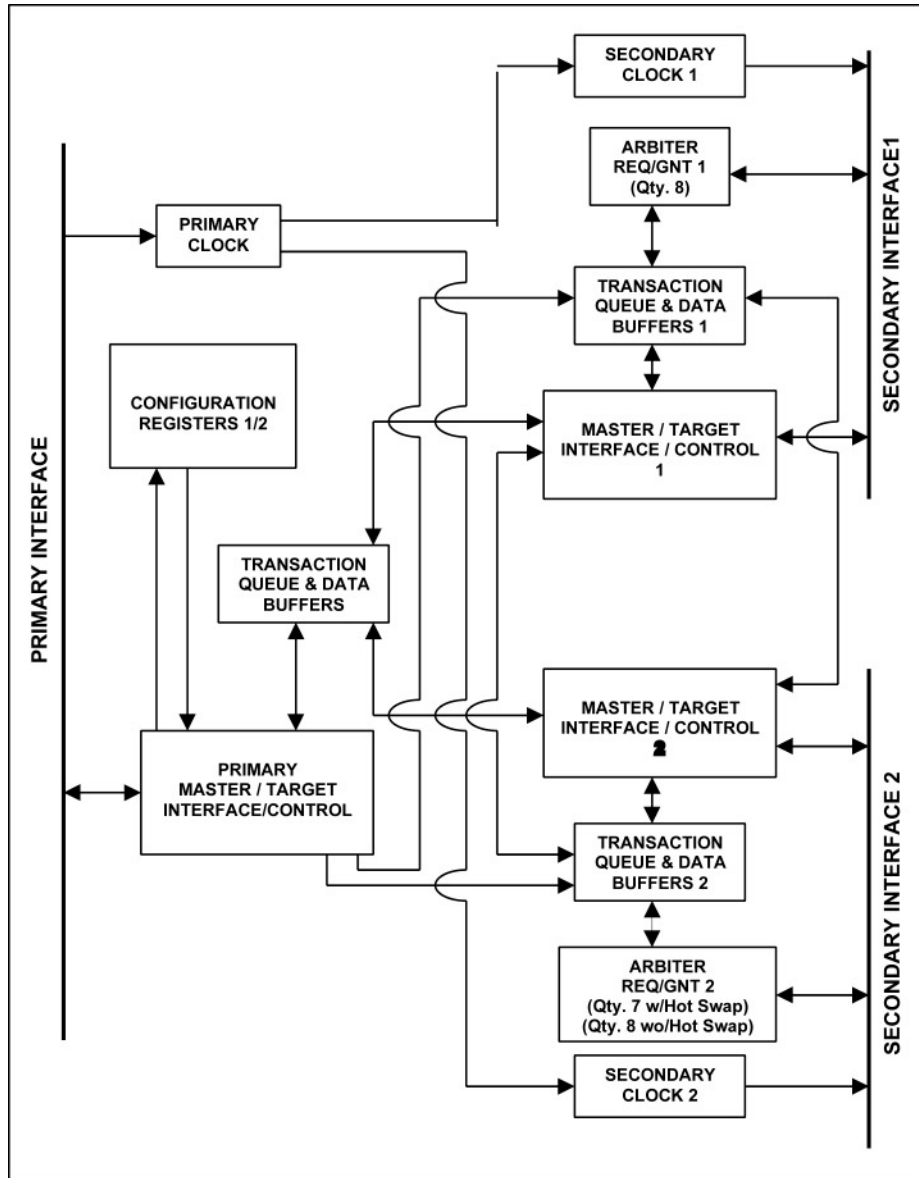 SECONDARY
CLOCK 1
ARBITER
REQ/GNT 1
(Qty. 8)
SECONDARY INTERFACE1
PRIMARY
CLOCK
TRANSACTION
QUEUE & DATA
BUFFERS 1
CONFIGURATION
REGISTERS 1/2
MASTER / TARGET
INTERFACE / CONTROL
1
PRIMARY INTERFACE
TRANSACTION
QUEUE & DATA
BUFFERS
MASTER / TARGET
INTERFACE / CONTROL
2
PRIMARY
MASTER / TARGET
INTERFACE/CONTROL
TRANSACTION
QUEUE & DATA
BUFFERS 2
SECONDARY INTERFACE 2
ARBITER
REQ/GNT 2
(Qty. 7 w/Hot Swap)
(Qty. 8 wo/Hot Swap)
SECONDARY
CLOCK 2